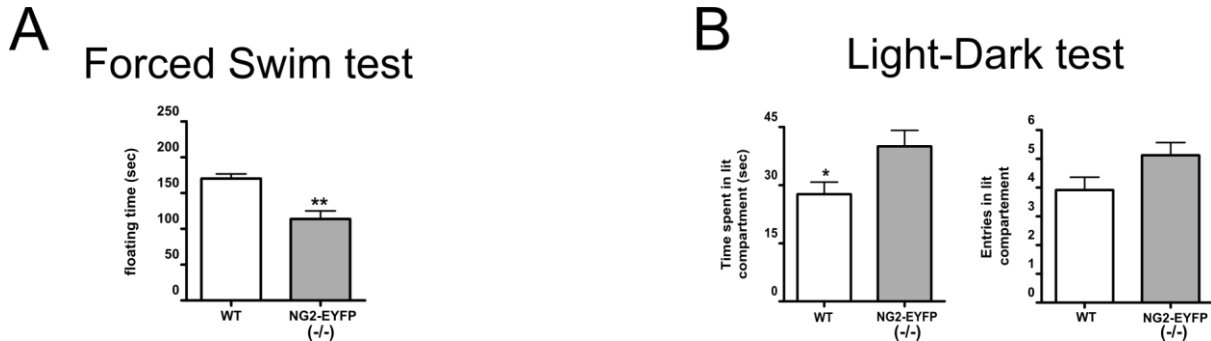 A
Forced Swim test
floating time (sec)
250
200
150
100
50
0
**
WT
NG2-EYFP
(-/-)
B
Light-Dark test
Time spent in lit
compartment (sec)
45
30
15
0
*
WT
NG2-EYFP
(-/-)
Entries in lit
compartement
6
5
4
3
2
1
0
WT
NG2-EYFP
(-/-)